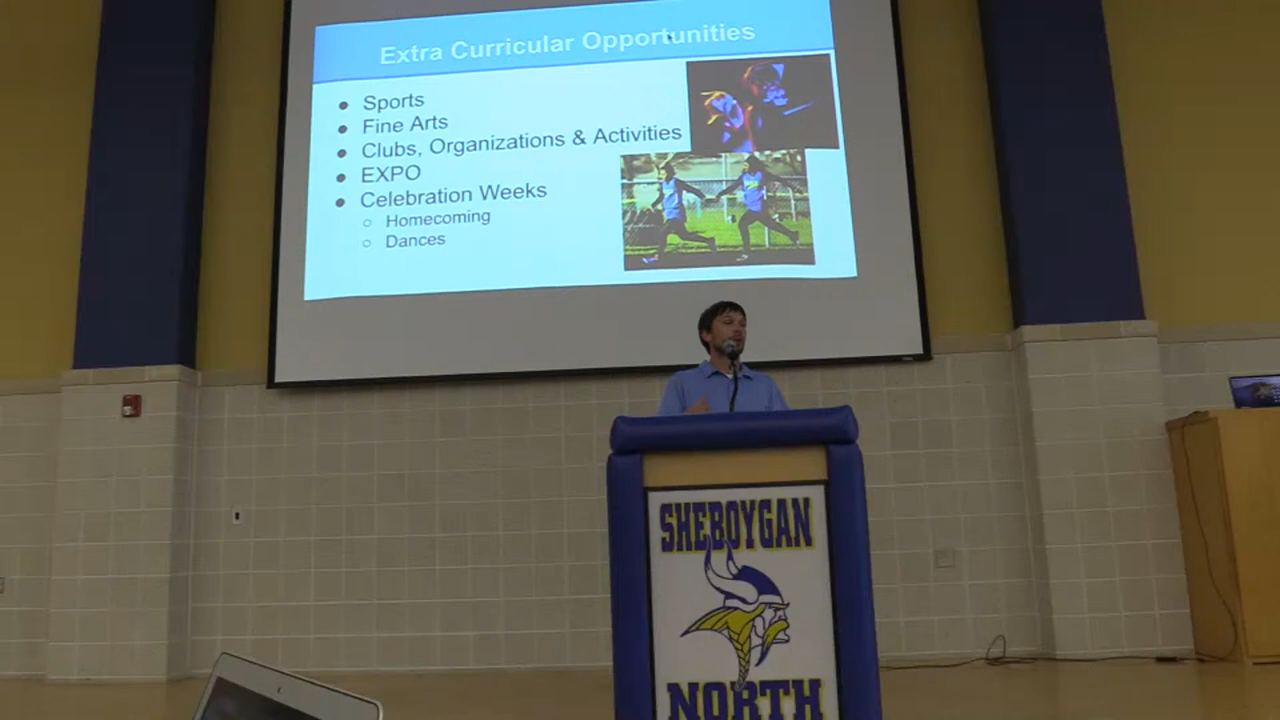 Extra Curricular Opportunities
● Sports
● Fine Arts
● Clubs, Organizations & Activities
● EXPO
● Celebration Weeks
○ Homecoming
○ Dances
SHEBOYGAN
NORTH